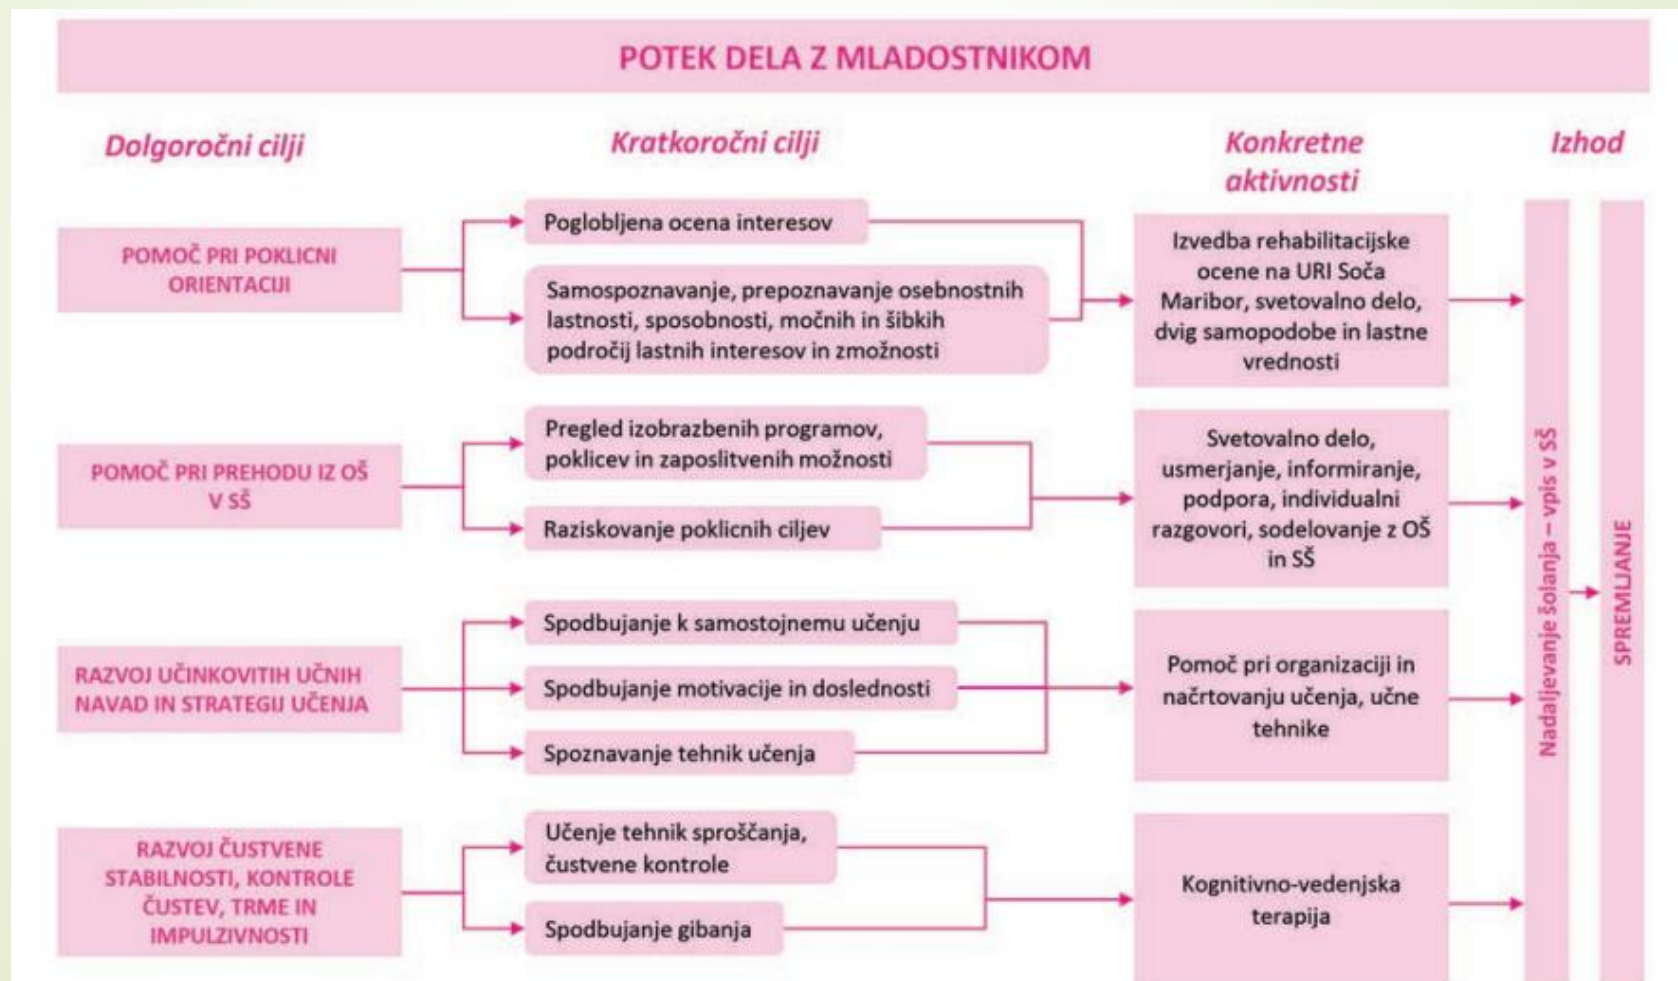 POTEK DELA Z MLADOSTNIKOM
Dolgoročni cilji
Kratkoročni cilji
Konkretne
aktivnosti
Izhod
POMOČ PRI POKLICNI
ORIENTACIJI
Poglobljena ocena interesov
Samospoznavanje, prepoznavanje osebnostnih
lastnosti, sposobnosti, močnih in šibkih
področij lastnih interesov in zmožnosti
Izvedba rehabilitacijske
ocene na URI Soča
Maribor, svetovalno delo,
dvig samopodobe in lastne
vrednosti
POMOČ PRI PREHODU IZ OŠ
V SŠ
Pregled izobrazbenih programov,
poklicev in zaposlitvenih možnosti
Raziskovanje poklicnih ciljev
Svetovalno delo,
usmerjanje, informiranje,
podpora, individualni
razgovori, sodelovanje z OŠ
in SŠ
RAZVOJ UČINKOVITIH UČNIH
NAVAD IN STRATEGIJ UČENJA
Spodbujanje k samostojnemu učenju
Spodbujanje motivacije in doslednosti
Spoznavanje tehnik učenja
Pomoč pri organizaciji in
načrtovanju učenja, učne
tehnike
RAZVOJ ČUSTVENE
STABILNOSTI, KONTROLE
ČUSTEV, TRME IN
IMPULZIVNOSTI
Učenje tehnik sproščanja,
čustvene kontrole
Spodbujanje gibanja
Kognitivno-vedenjska
terapija
Nadaljevanje šolanja – vpis v SŠ
SPREMLJANJE